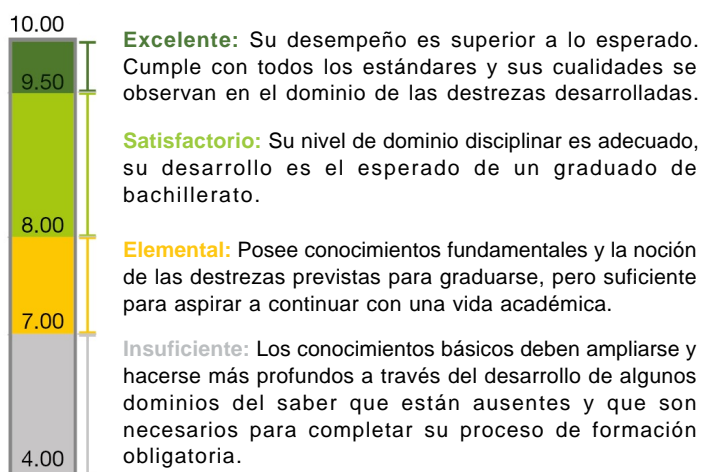 10.00
Excelente: Su desempeño es superior a lo esperado.
Cumple con todos los estándares y sus cualidades se
9.50
observan en el dominio de las destrezas desarrolladas.
Satisfactorio: Su nivel de dominio disciplinar es adecuado,
su desarrollo es el esperado de un graduado de
bachillerato.
8.00
Elemental: Posee conocimientos fundamentales y la noción
de las destrezas previstas para graduarse, pero suficiente
para aspirar a continuar con una vida académica.
7.00
Insuficiente: Los conocimientos básicos deben ampliarse y
hacerse más profundos a través del desarrollo de algunos
dominios del saber que están ausentes y que son
necesarios para completar su proceso de formación
4.00
obligatoria.